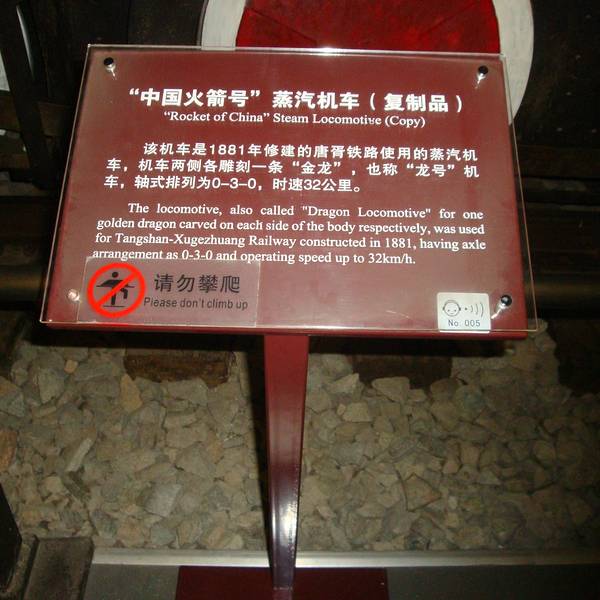 “中国火箭号”蒸汽机车（复制品）
“Rocket of China” Steam Locomotive (Copy)
该机车是1881年修建的唐胥铁路使用的蒸汽机
车，机车两侧各雕刻一条“金龙”，也称“龙号”机
车，轴式排列为0-3-0，时速32公里。
The locomotive, also called "Dragon Locomotive" for one
golden dragon carved on each side of the body respectively, was used
for Tangshan-Xugezhuang Railway constructed in 1881, having axle
arrangement as 0-3-0 and operating speed up to 32km/h.
请勿攀爬
Please don't climb up
No. 005